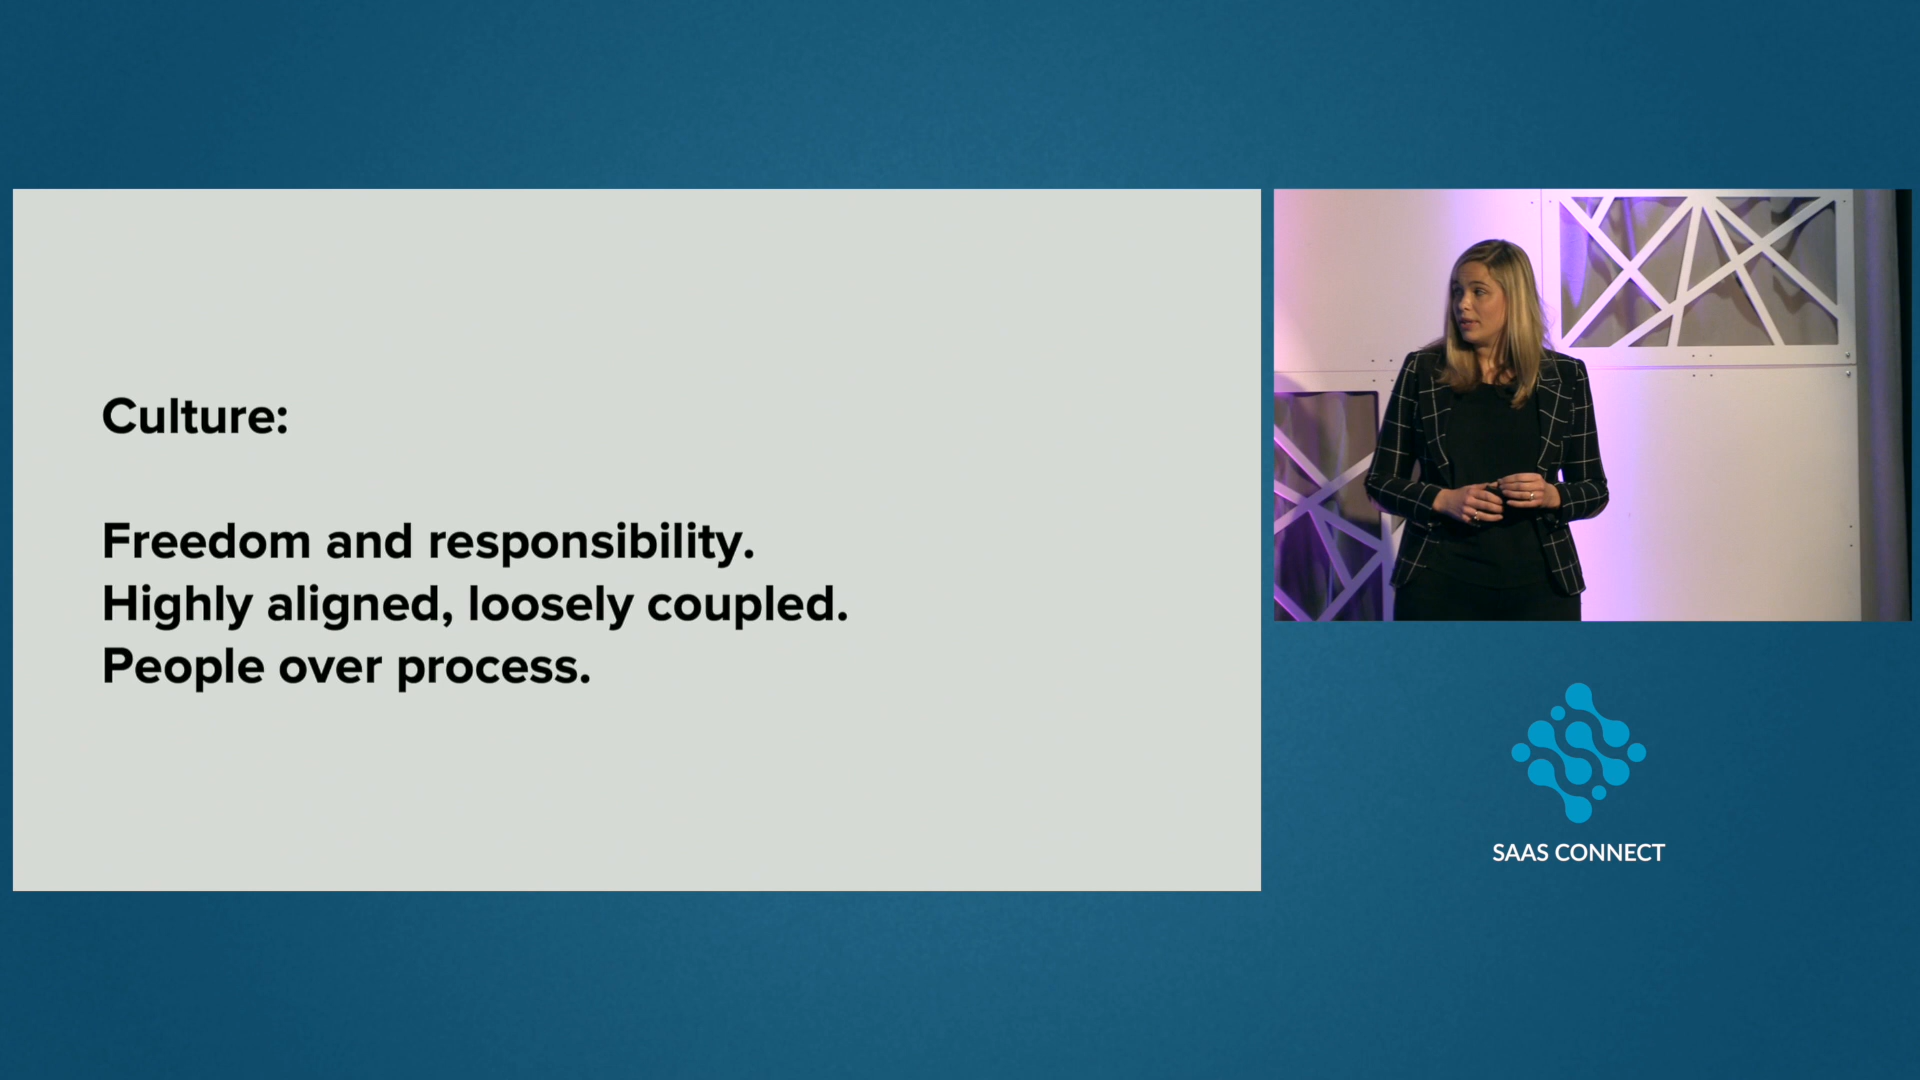 Culture:
Freedom and responsibility.
Highly aligned, loosely coupled.
People over process.
SAAS CONNECT